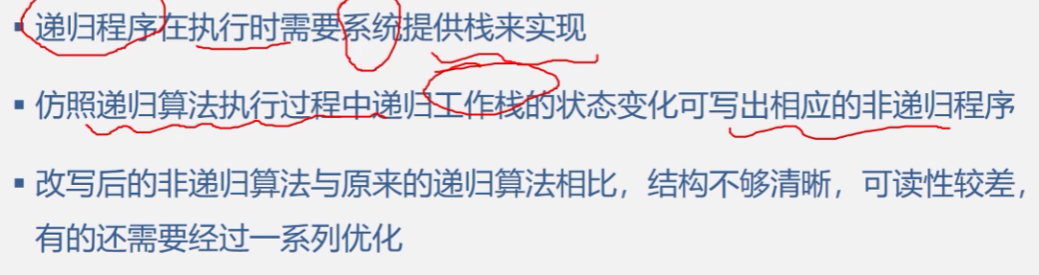 ▪ 递归程序在执行时需要系统提供栈来实现
▪ 仿照递归算法执行过程中递归工作栈的状态变化可写出相应的非递归程序
▪ 改写后的非递归算法与原来的递归算法相比，结构不够清晰，可读性较差，
有的还需要经过一系列优化